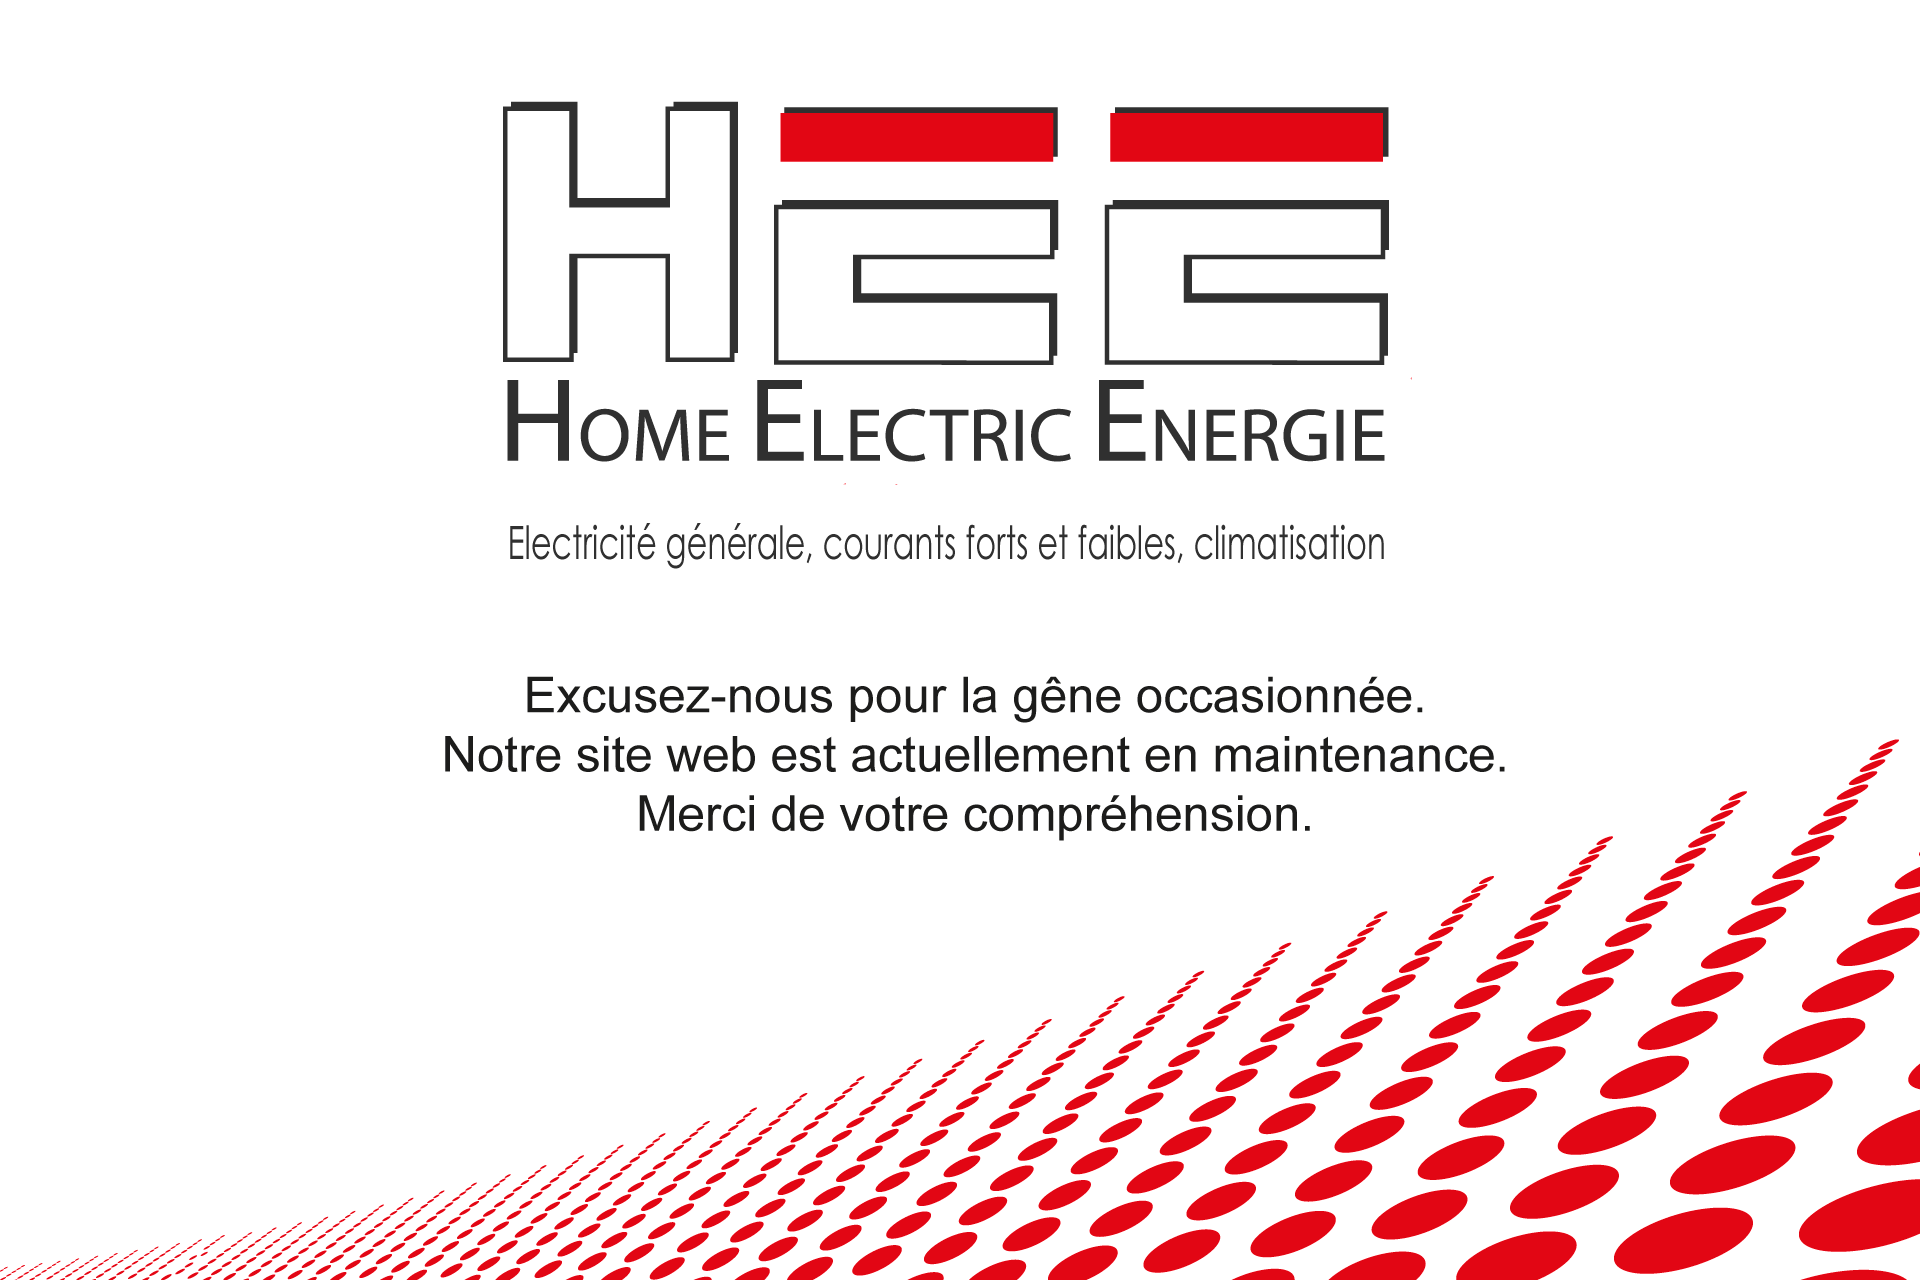 HEE
HOME ELECTRIC ENERGIE
Electricité générale, courants forts et faibles, climatisation
Excusez-nous pour la gêne occasionnée.
Notre site web est actuellement en maintenance.
Merci de votre compréhension.